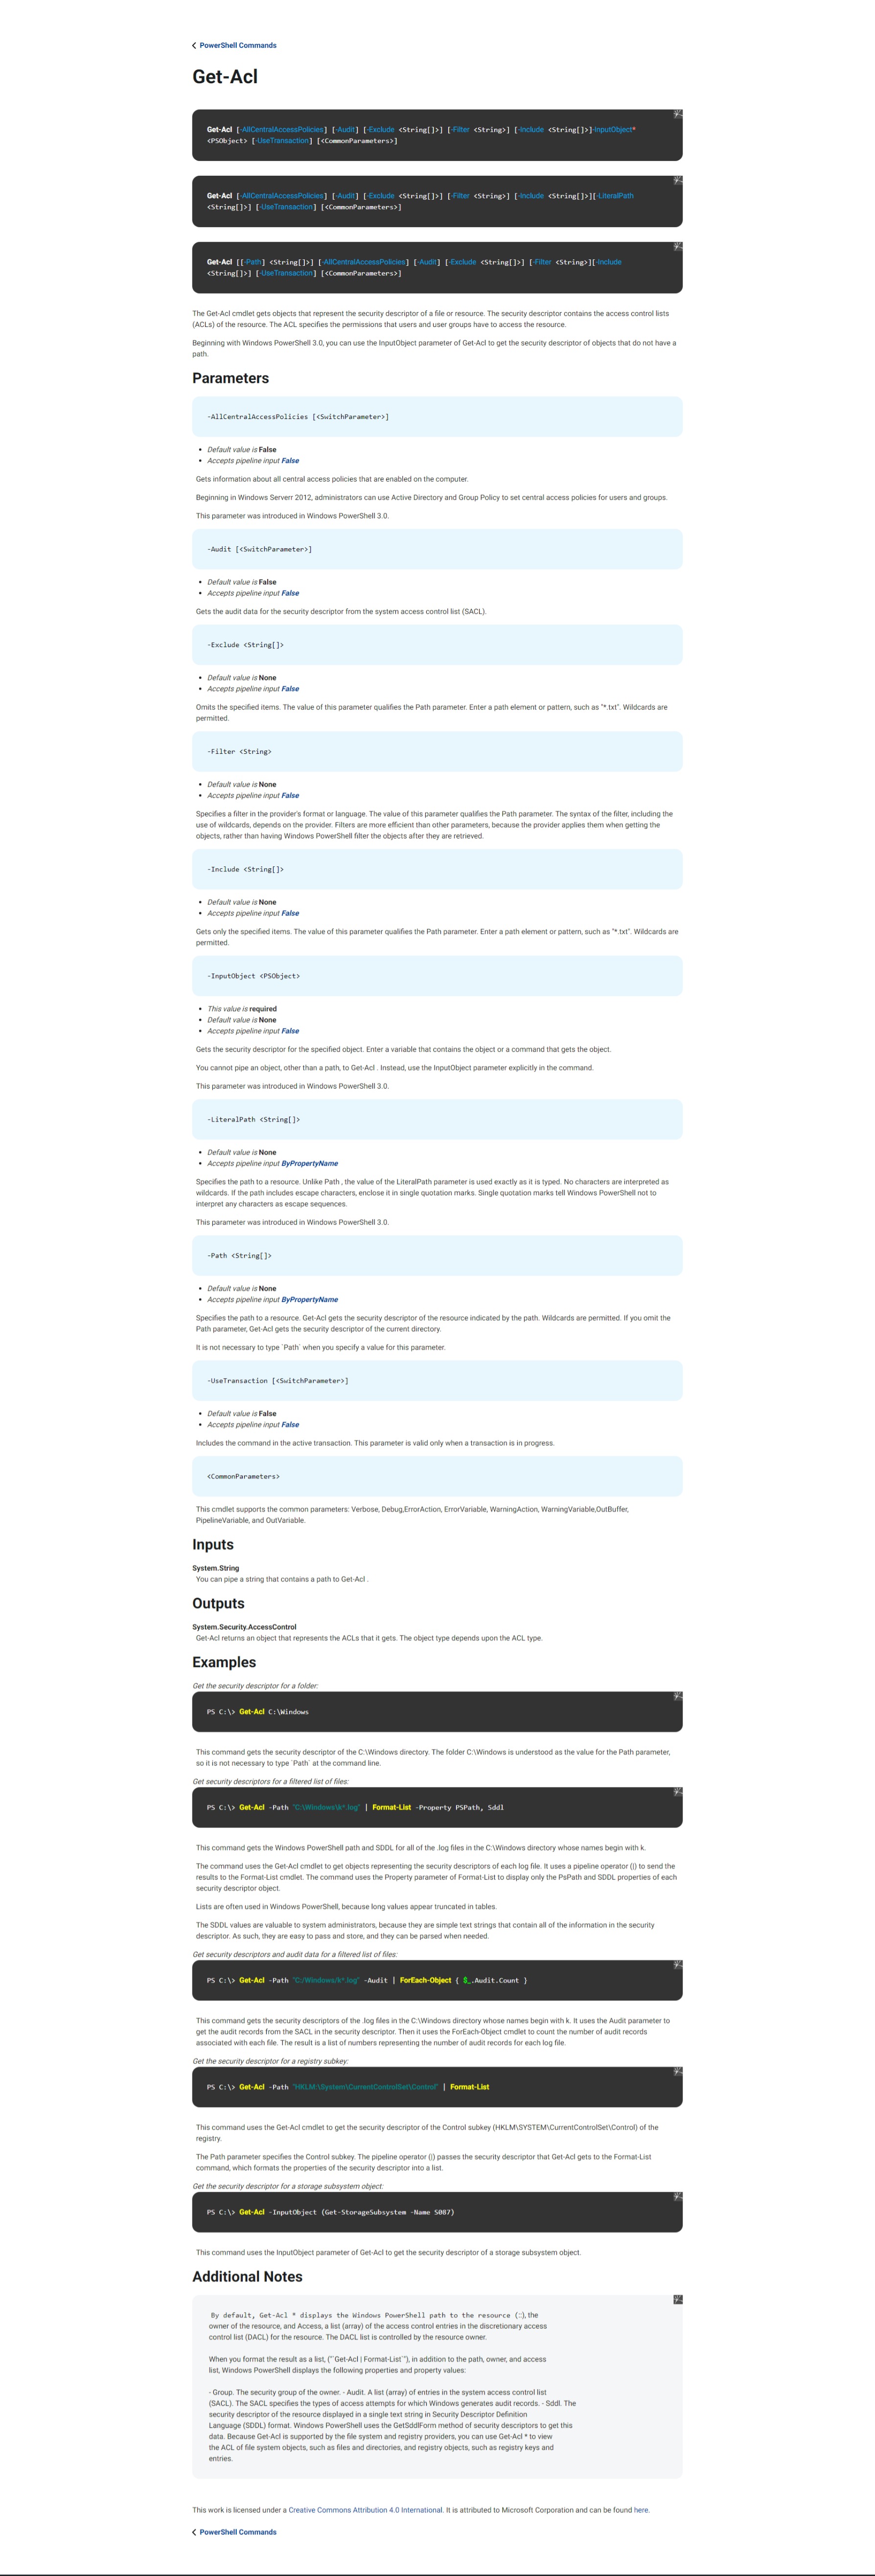 PowerShell Commands
Get-Acl
Get-Acl [-AllCentralAccessPolicies] [-Audit] [-Exclude <String[]>] [-Filter <String>] [-Include <String[]>]-InputObject*
<PSObject> [-UseTransaction] [<CommonParameters>]
Get-Acl [-AllCentralAccessPolicies] [-Audit] [-Exclude <String[]>] [-Filter <String>] [-Include <String[]>][-LiteralPath
<String[]>] [-UseTransaction] [<CommonParameters>]
Get-Acl [[-Path] <String[]>] [-AllCentralAccessPolicies] [-Audit] [-Exclude <String[]>] [-Filter <String>][-Include
<String[]>] [-UseTransaction] [<CommonParameters>]
The Get-Acl cmdlet gets objects that represent the security descriptor of a file or resource. The security descriptor contains the access control lists
(ACLs) of the resource. The ACL specifies the permissions that users and user groups have to access the resource.
Beginning with Windows PowerShell 3.0, you can use the InputObject parameter of Get-Acl to get the security descriptor of objects that do not have a
path.
Parameters
-AllCentralAccessPolicies [<SwitchParameter>]
• Default value is False
• Accepts pipeline input False
Gets information about all central access policies that are enabled on the computer.
Beginning in Windows Serverr 2012, administrators can use Active Directory and Group Policy to set central access policies for users and groups.
This parameter was introduced in Windows PowerShell 3.0.
-Audit [<SwitchParameter>]
• Default value is False
• Accepts pipeline input False
Gets the audit data for the security descriptor from the system access control list (SACL).
-Exclude <String[]>
• Default value is None
• Accepts pipeline input False
Omits the specified items. The value of this parameter qualifies the Path parameter. Enter a path element or pattern, such as "*.txt". Wildcards are
permitted.
-Filter <String>
• Default value is None
• Accepts pipeline input False
Specifies a filter in the provider's format or language. The value of this parameter qualifies the Path parameter. The syntax of the filter, including the
use of wildcards, depends on the provider. Filters are more efficient than other parameters, because the provider applies them when getting the
objects, rather than having Windows PowerShell filter the objects after they are retrieved.
-Include <String[]>
• Default value is None
• Accepts pipeline input False
Gets only the specified items. The value of this parameter qualifies the Path parameter. Enter a path element or pattern, such as "*.txt". Wildcards are
permitted.
-InputObject <PSObject>
• This value is required
• Default value is None
• Accepts pipeline input False
Gets the security descriptor for the specified object. Enter a variable that contains the object or a command that gets the object.
You cannot pipe an object, other than a path, to Get-Acl . Instead, use the InputObject parameter explicitly in the command.
This parameter was introduced in Windows PowerShell 3.0.
-LiteralPath <String[]>
• Default value is None
• Accepts pipeline input ByPropertyName
Specifies the path to a resource. Unlike Path , the value of the LiteralPath parameter is used exactly as it is typed. No characters are interpreted as
wildcards. If the path includes escape characters, enclose it in single quotation marks. Single quotation marks tell Windows PowerShell not to
interpret any characters as escape sequences.
This parameter was introduced in Windows PowerShell 3.0.
-Path <String[]>
• Default value is None
• Accepts pipeline input ByPropertyName
Specifies the path to a resource. Get-Acl gets the security descriptor of the resource indicated by the path. Wildcards are permitted. If you omit the
Path parameter, Get-Acl gets the security descriptor of the current directory.
It is not necessary to type `Path` when you specify a value for this parameter.
-UseTransaction [<SwitchParameter>]
• Default value is False
• Accepts pipeline input False
Includes the command in the active transaction. This parameter is valid only when a transaction is in progress.
<CommonParameters>
This cmdlet supports the common parameters: Verbose, Debug,ErrorAction, ErrorVariable, WarningAction, WarningVariable,OutBuffer,
PipelineVariable, and OutVariable.
Inputs
System.String
You can pipe a string that contains a path to Get-Acl .
Outputs
System.Security.AccessControl
Get-Acl returns an object that represents the ACLs that it gets. The object type depends upon the ACL type.
Examples
Get the security descriptor for a folder:
PS C:\> Get-Acl C:\Windows
This command gets the security descriptor of the C:\Windows directory. The folder C:\Windows is understood as the value for the Path parameter,
so it is not necessary to type `Path` at the command line.
Get security descriptors for a filtered list of files:
PS C:\> Get-Acl -Path "C:\Windows\k*.log" | Format-List -Property PSPath, Sddl
This command gets the Windows PowerShell path and SDDL for all of the .log files in the C:\Windows directory whose names begin with k.
The command uses the Get-Acl cmdlet to get objects representing the security descriptors of each log file. It uses a pipeline operator (|) to send the
results to the Format-List cmdlet. The command uses the Property parameter of Format-List to display only the PsPath and SDDL properties of each
security descriptor object.
Lists are often used in Windows PowerShell, because long values appear truncated in tables.
The SDDL values are valuable to system administrators, because they are simple text strings that contain all of the information in the security
descriptor. As such, they are easy to pass and store, and they can be parsed when needed.
Get security descriptors and audit data for a filtered list of files:
PS C:\> Get-Acl -Path "C:/Windows/k*.log" -Audit | ForEach-Object { $_.Audit.Count }
This command gets the security descriptors of the .log files in the C:\Windows directory whose names begin with k. It uses the Audit parameter to
get the audit records from the SACL in the security descriptor. Then it uses the ForEach-Object cmdlet to count the number of audit records
associated with each file. The result is a list of numbers representing the number of audit records for each log file.
Get the security descriptor for a registry subkey:
PS C:\> Get-Acl -Path "HKLM:\System\CurrentControlSet\Control" | Format-List
This command uses the Get-Acl cmdlet to get the security descriptor of the Control subkey (HKLM\SYSTEM\CurrentControlSet\Control) of the
registry.
The Path parameter specifies the Control subkey. The pipeline operator (|) passes the security descriptor that Get-Acl gets to the Format-List
command, which formats the properties of the security descriptor into a list.
Get the security descriptor for a storage subsystem object:
PS C:\> Get-Acl -InputObject (Get-StorageSubsystem -Name S087)
This command uses the InputObject parameter of Get-Acl to get the security descriptor of a storage subsystem object.
Additional Notes
By default, Get-Acl * displays the Windows PowerShell path to the resource (::), the
owner of the resource, and Access, a list (array) of the access control entries in the discretionary access
control list (DACL) for the resource. The DACL list is controlled by the resource owner.
When you format the result as a list, ("`Get-Acl | Format-List`"), in addition to the path, owner, and access
list, Windows PowerShell displays the following properties and property values:
- Group. The security group of the owner. - Audit. A list (array) of entries in the system access control list
(SACL). The SACL specifies the types of access attempts for which Windows generates audit records. - Sddl. The
security descriptor of the resource displayed in a single text string in Security Descriptor Definition
Language (SDDL) format. Windows PowerShell uses the GetSddlForm method of security descriptors to get this
data. Because Get-Acl is supported by the file system and registry providers, you can use Get-Acl * to view
the ACL of file system objects, such as files and directories, and registry objects, such as registry keys and
entries.
This work is licensed under a Creative Commons Attribution 4.0 International. It is attributed to Microsoft Corporation and can be found here.
PowerShell Commands